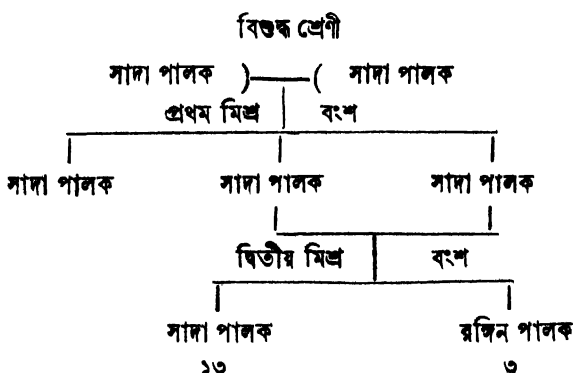 বিশুদ্ধ শ্রেণী
সাদা পালক )—( সাদা পালক
প্রথম মিশ্র | বংশ
সাদা পালক সাদা পালক সাদা পালক
দ্বিতীয় মিশ্র | বংশ
সাদা পালক রঙ্গিন পালক
১৩ ৩